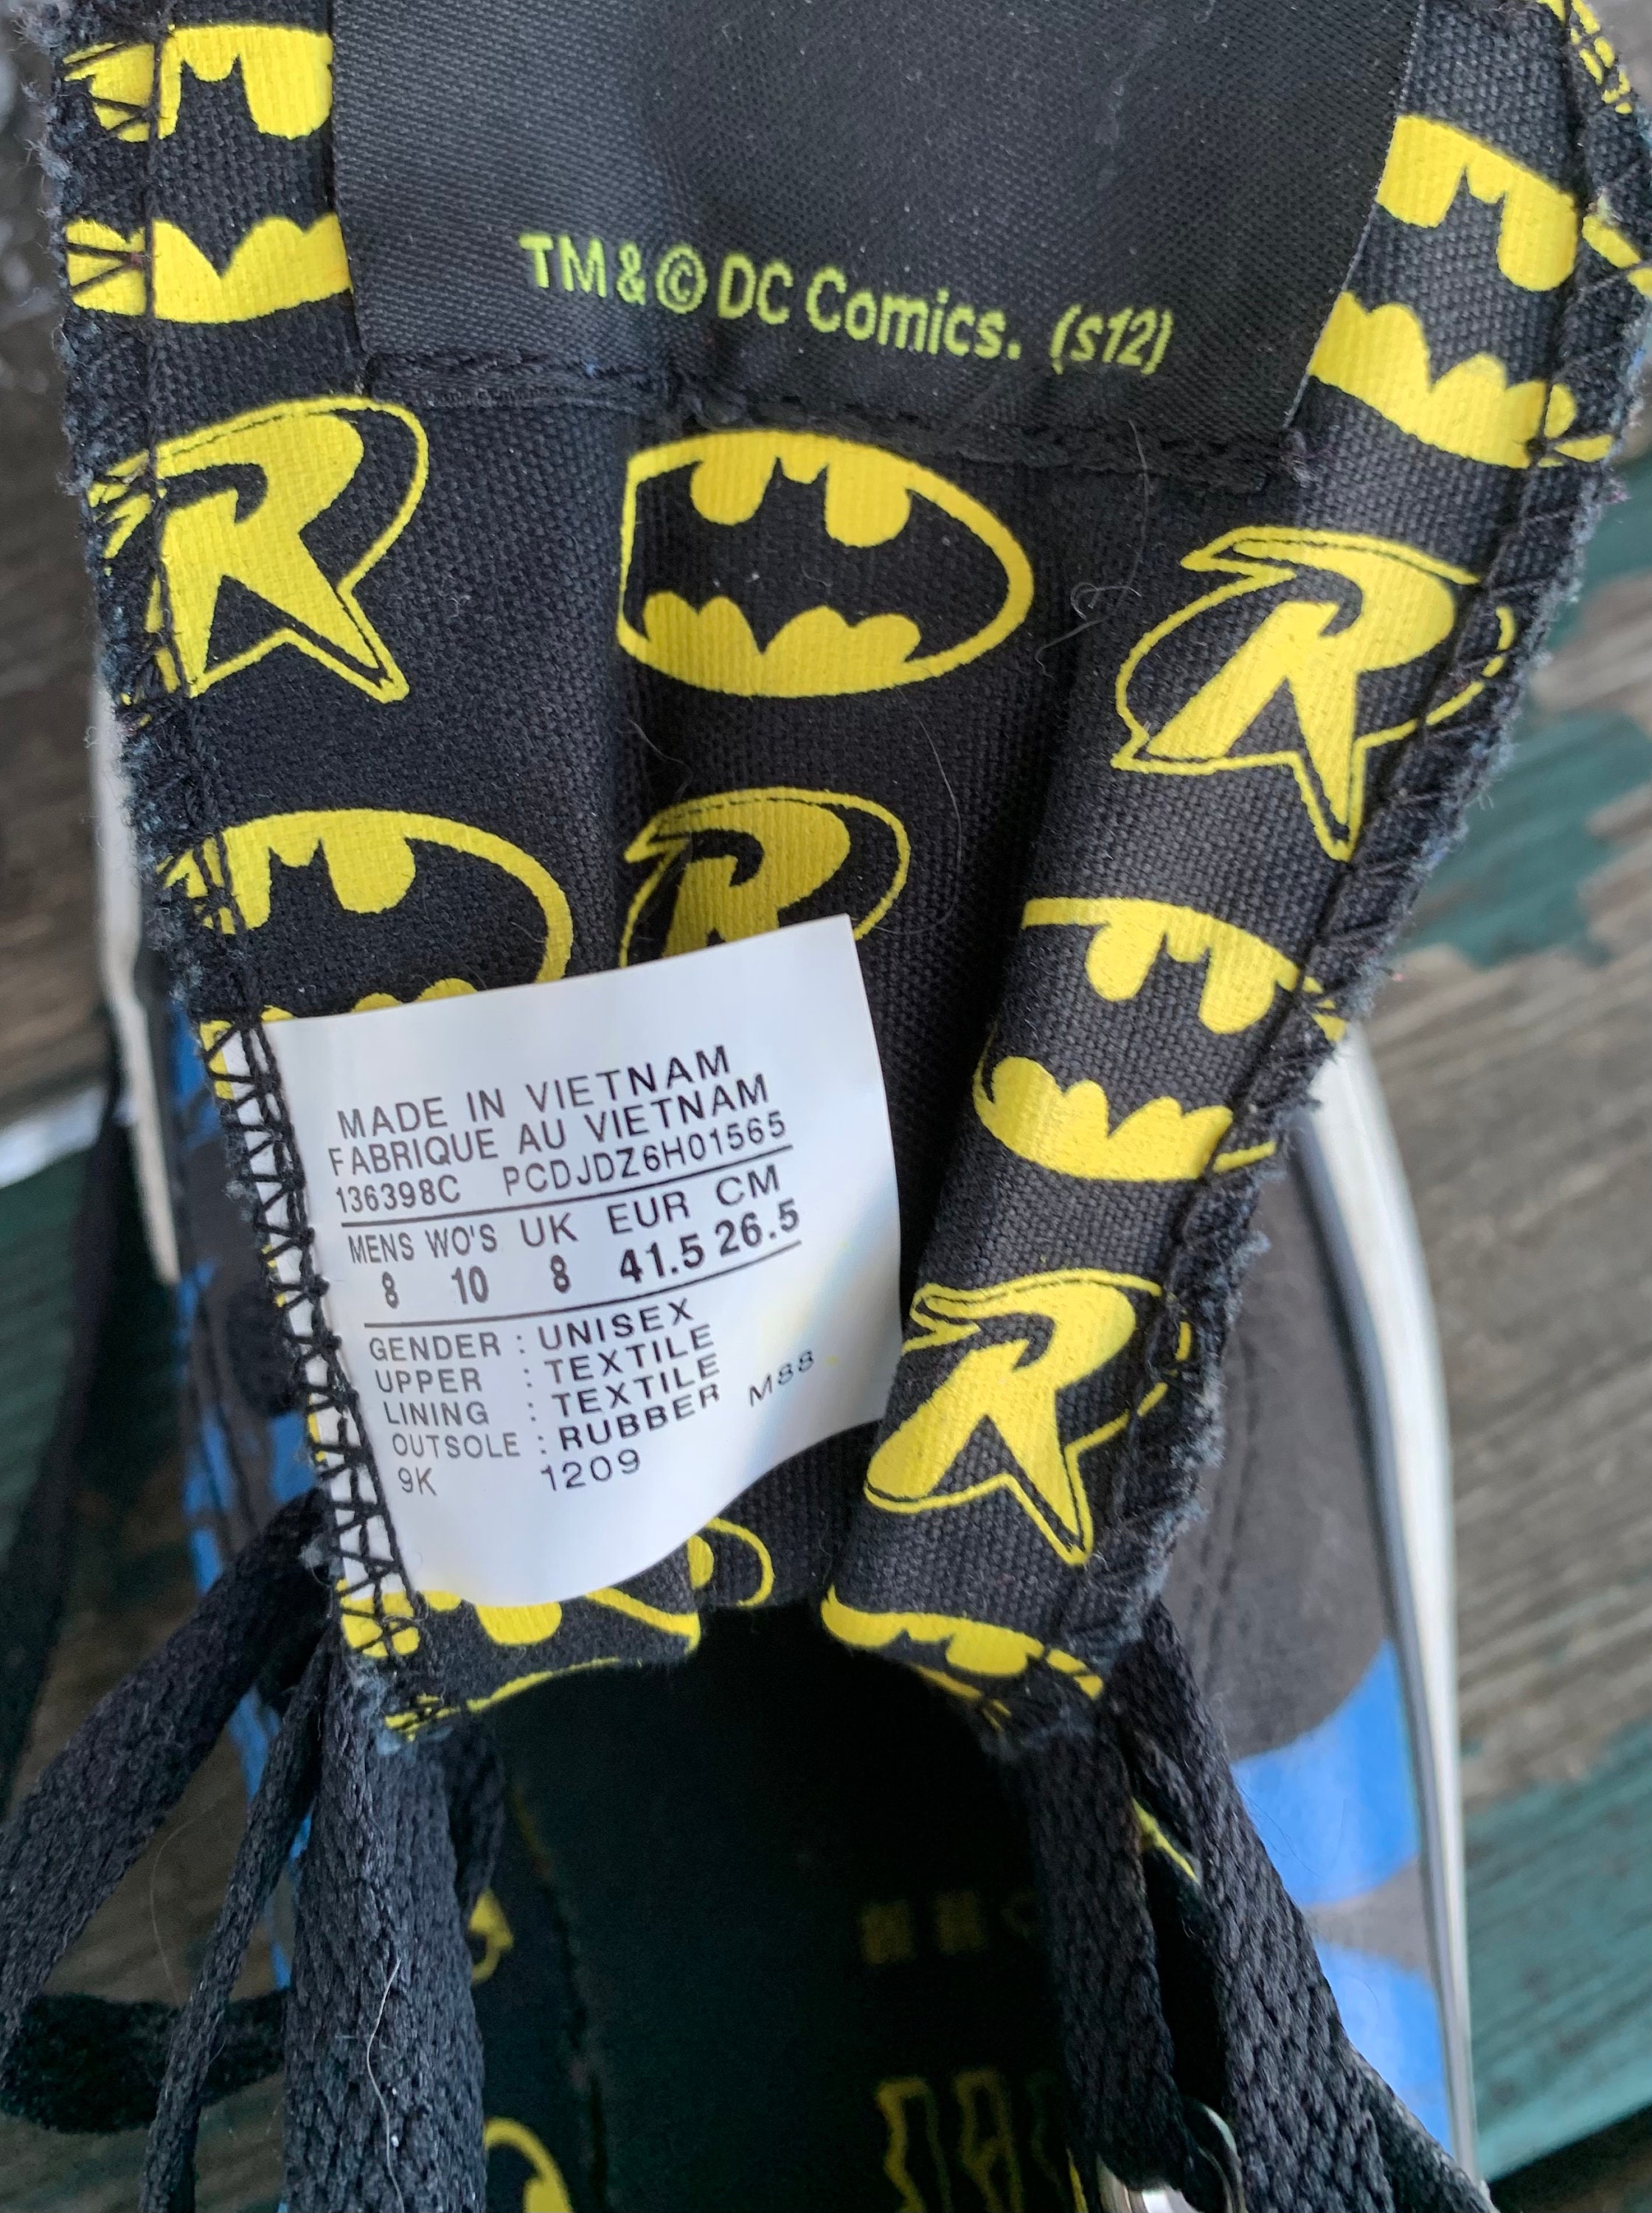 TM & © DC Comics. (s12)
MADE IN VIETNAM
FABRIQUE AU VIETNAM
136398C PCDJDZ6H01565
MENS WO'S UK EUR CM
8 10 8 41.5 26.5
GENDER : UNISEX
UPPER : TEXTILE
LINING : TEXTILE
OUTSOLE : RUBBER M88
9K 1209